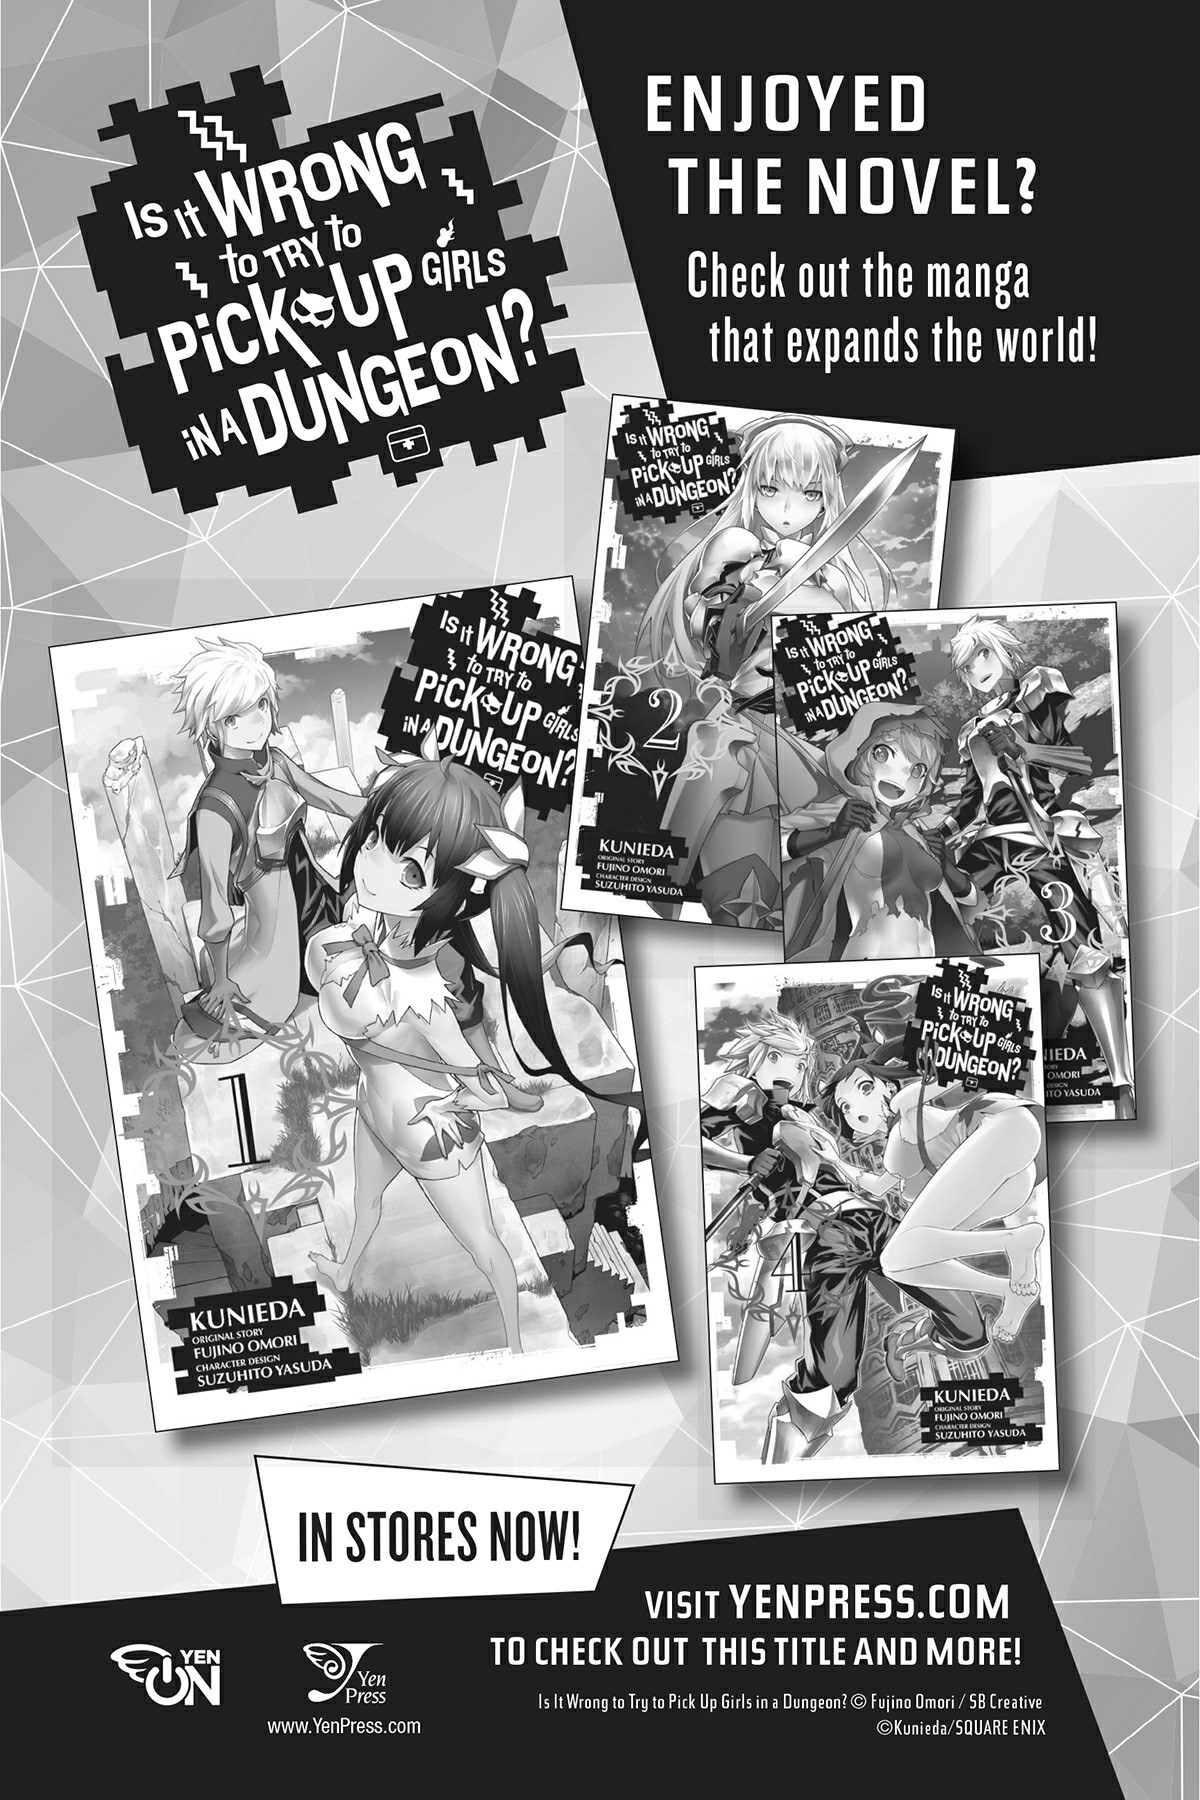 IS It WRONG
to TRY to
PiCK UP GiRLS
iN A DUNGEON?
ENJOYED
THE NOVEL?
Check out the manga
that expands the world!
IS It WRONG
to TRY to
PiCK UP GiRLS
iN A DUNGEON?
2
KUNIEDA
ORIGINAL STORY
FUJINO OMORI
CHARACTER DESIGN
SUZUHITO YASUDA
IS It WRONG
to TRY to
PiCK UP GiRLS
iN A DUNGEON?
1
KUNIEDA
ORIGINAL STORY
FUJINO OMORI
CHARACTER DESIGN
SUZUHITO YASUDA
IS It WRONG
to TRY to
PiCK UP GiRLS
iN A DUNGEON?
3
NIEDA
TORY
OMORI
DESIGN
ITO YASUDA
IS It WRONG
to TRY to
PiCK UP GiRLS
iN A DUNGEON?
4
KUNIEDA
ORIGINAL STORY
FUJINO OMORI
CHARACTER DESIGN
SUZUHITO YASUDA
IN STORES NOW!
VISIT YENPRESS.COM
TO CHECK OUT THIS TITLE AND MORE!
YEN
ON
Yen
Press
www.YenPress.com
Is It Wrong to Try to Pick Up Girls in a Dungeon? © Fujino Omori / SB Creative
©Kunieda/SQUARE ENIX